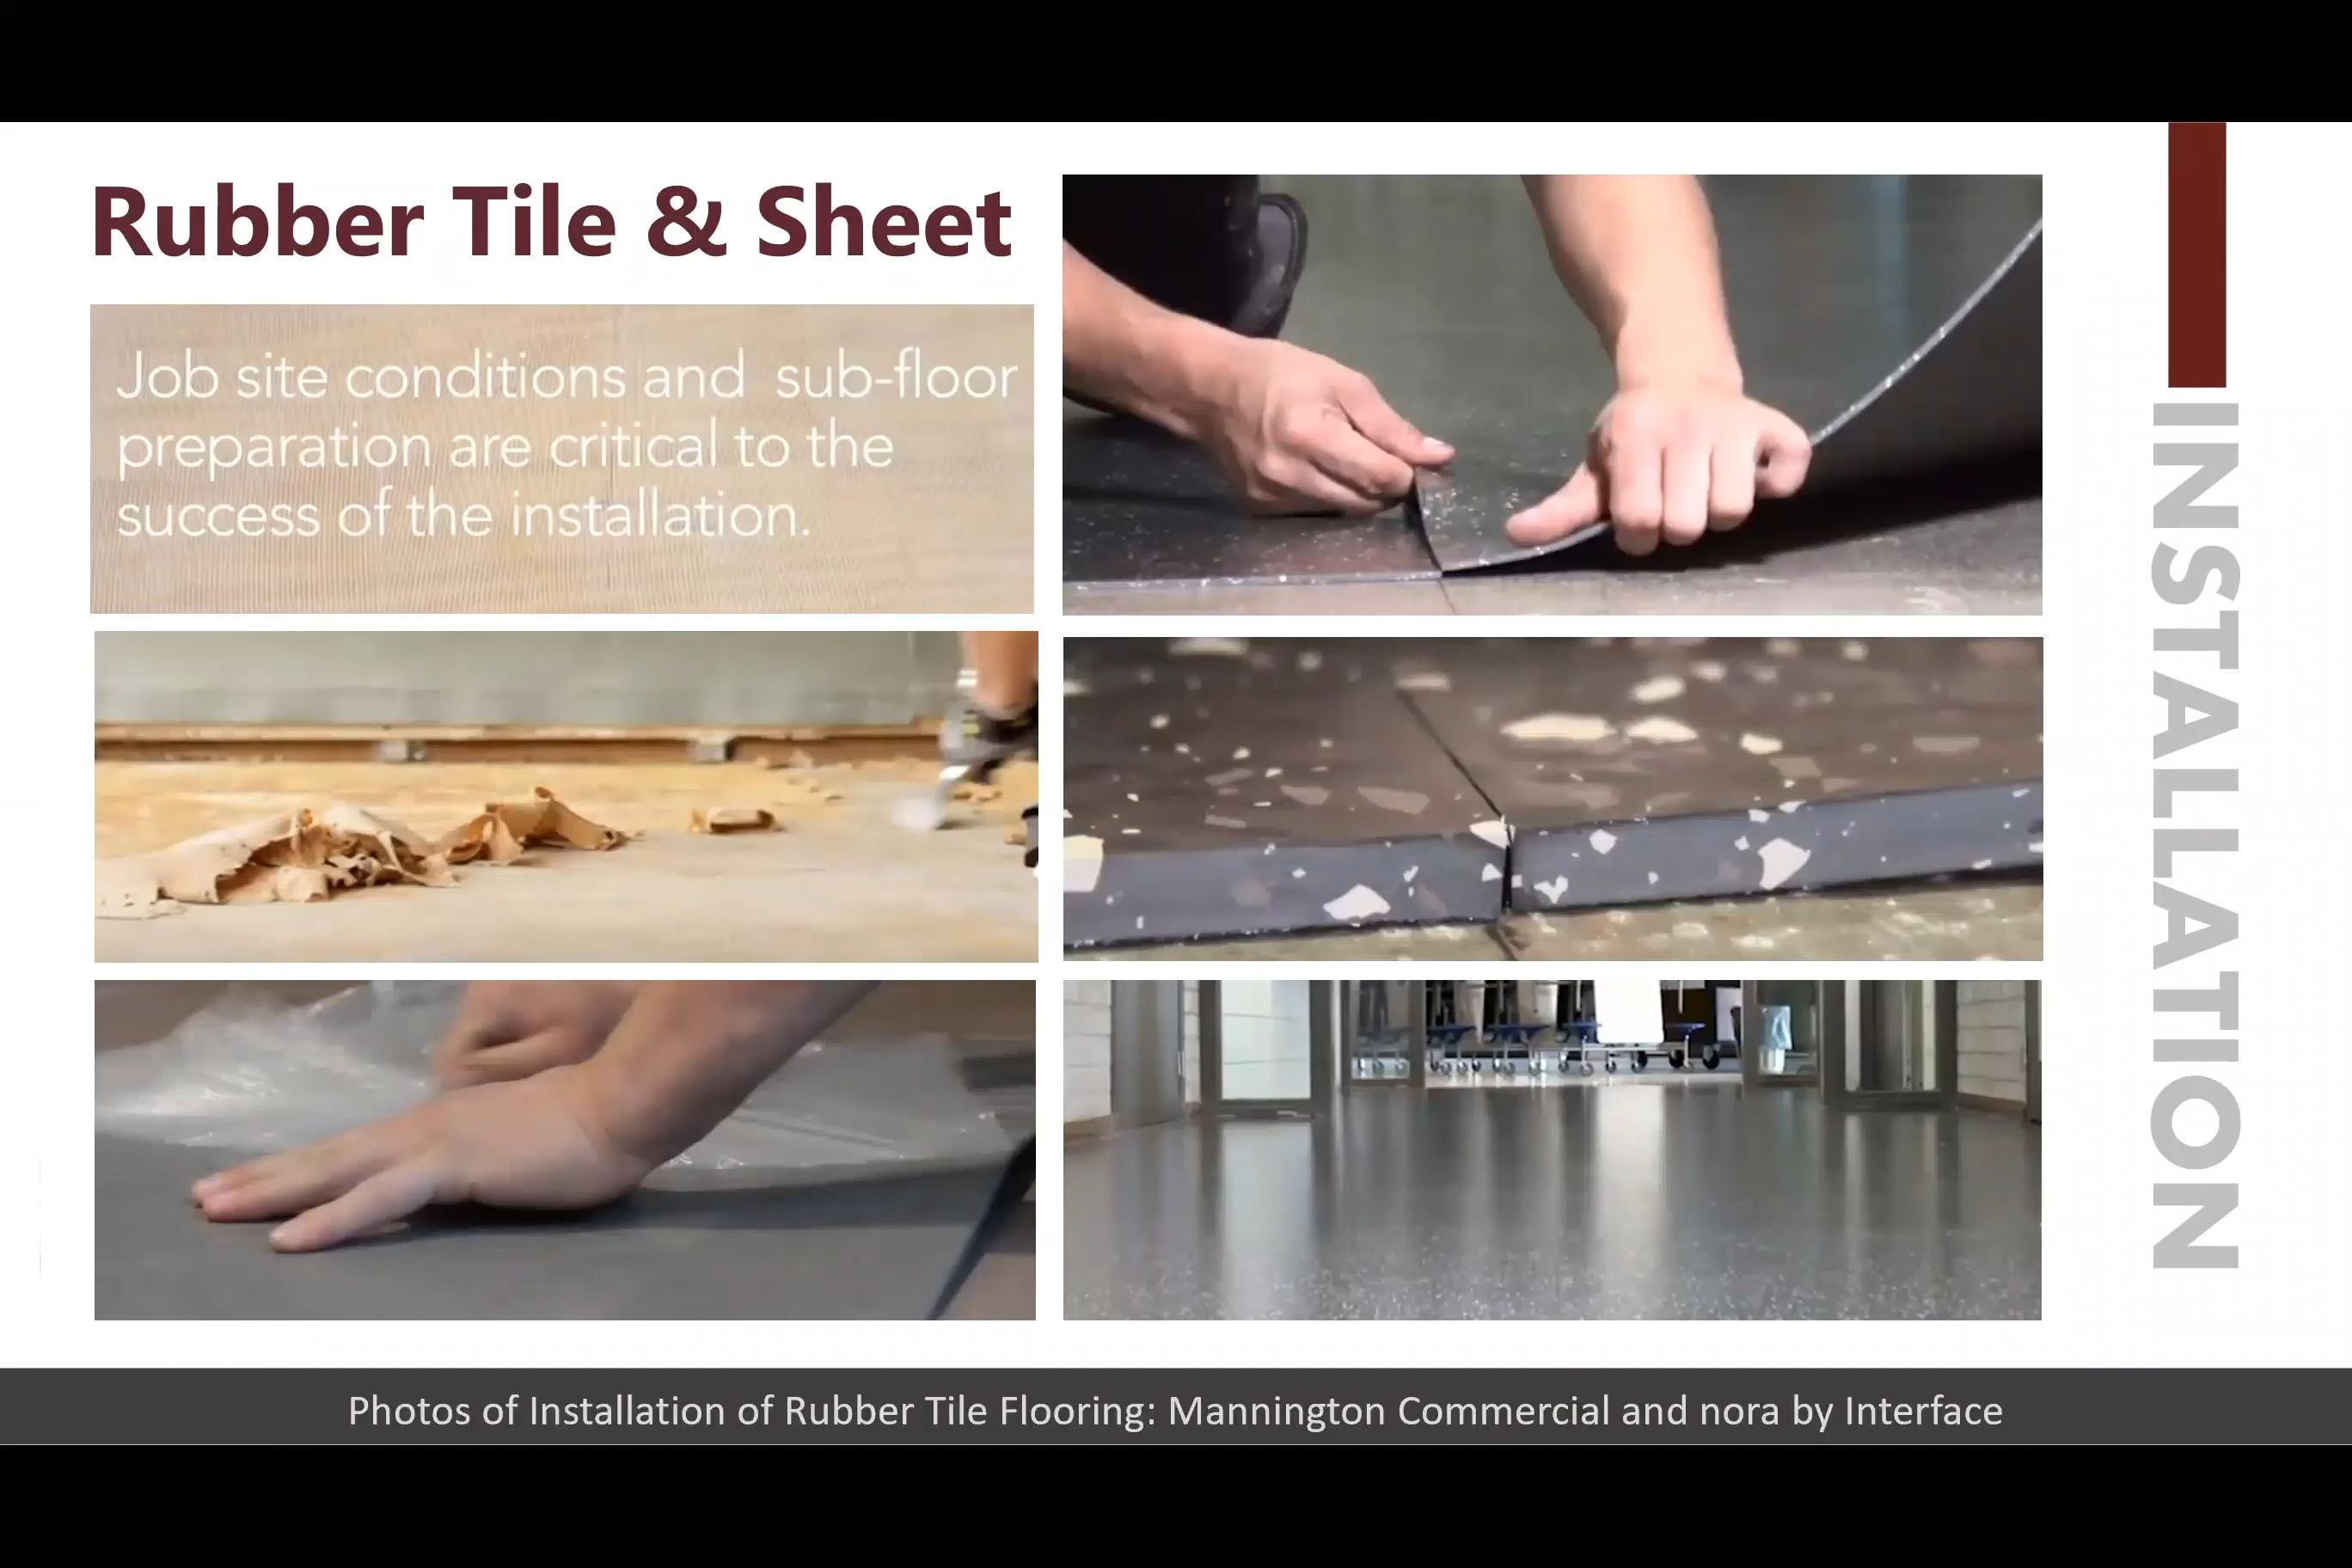 Rubber Tile & Sheet
Job site conditions and sub-floor
preparation are critical to the
success of the installation.
INSTALLATION
Photos of Installation of Rubber Tile Flooring: Mannington Commercial and nora by Interface